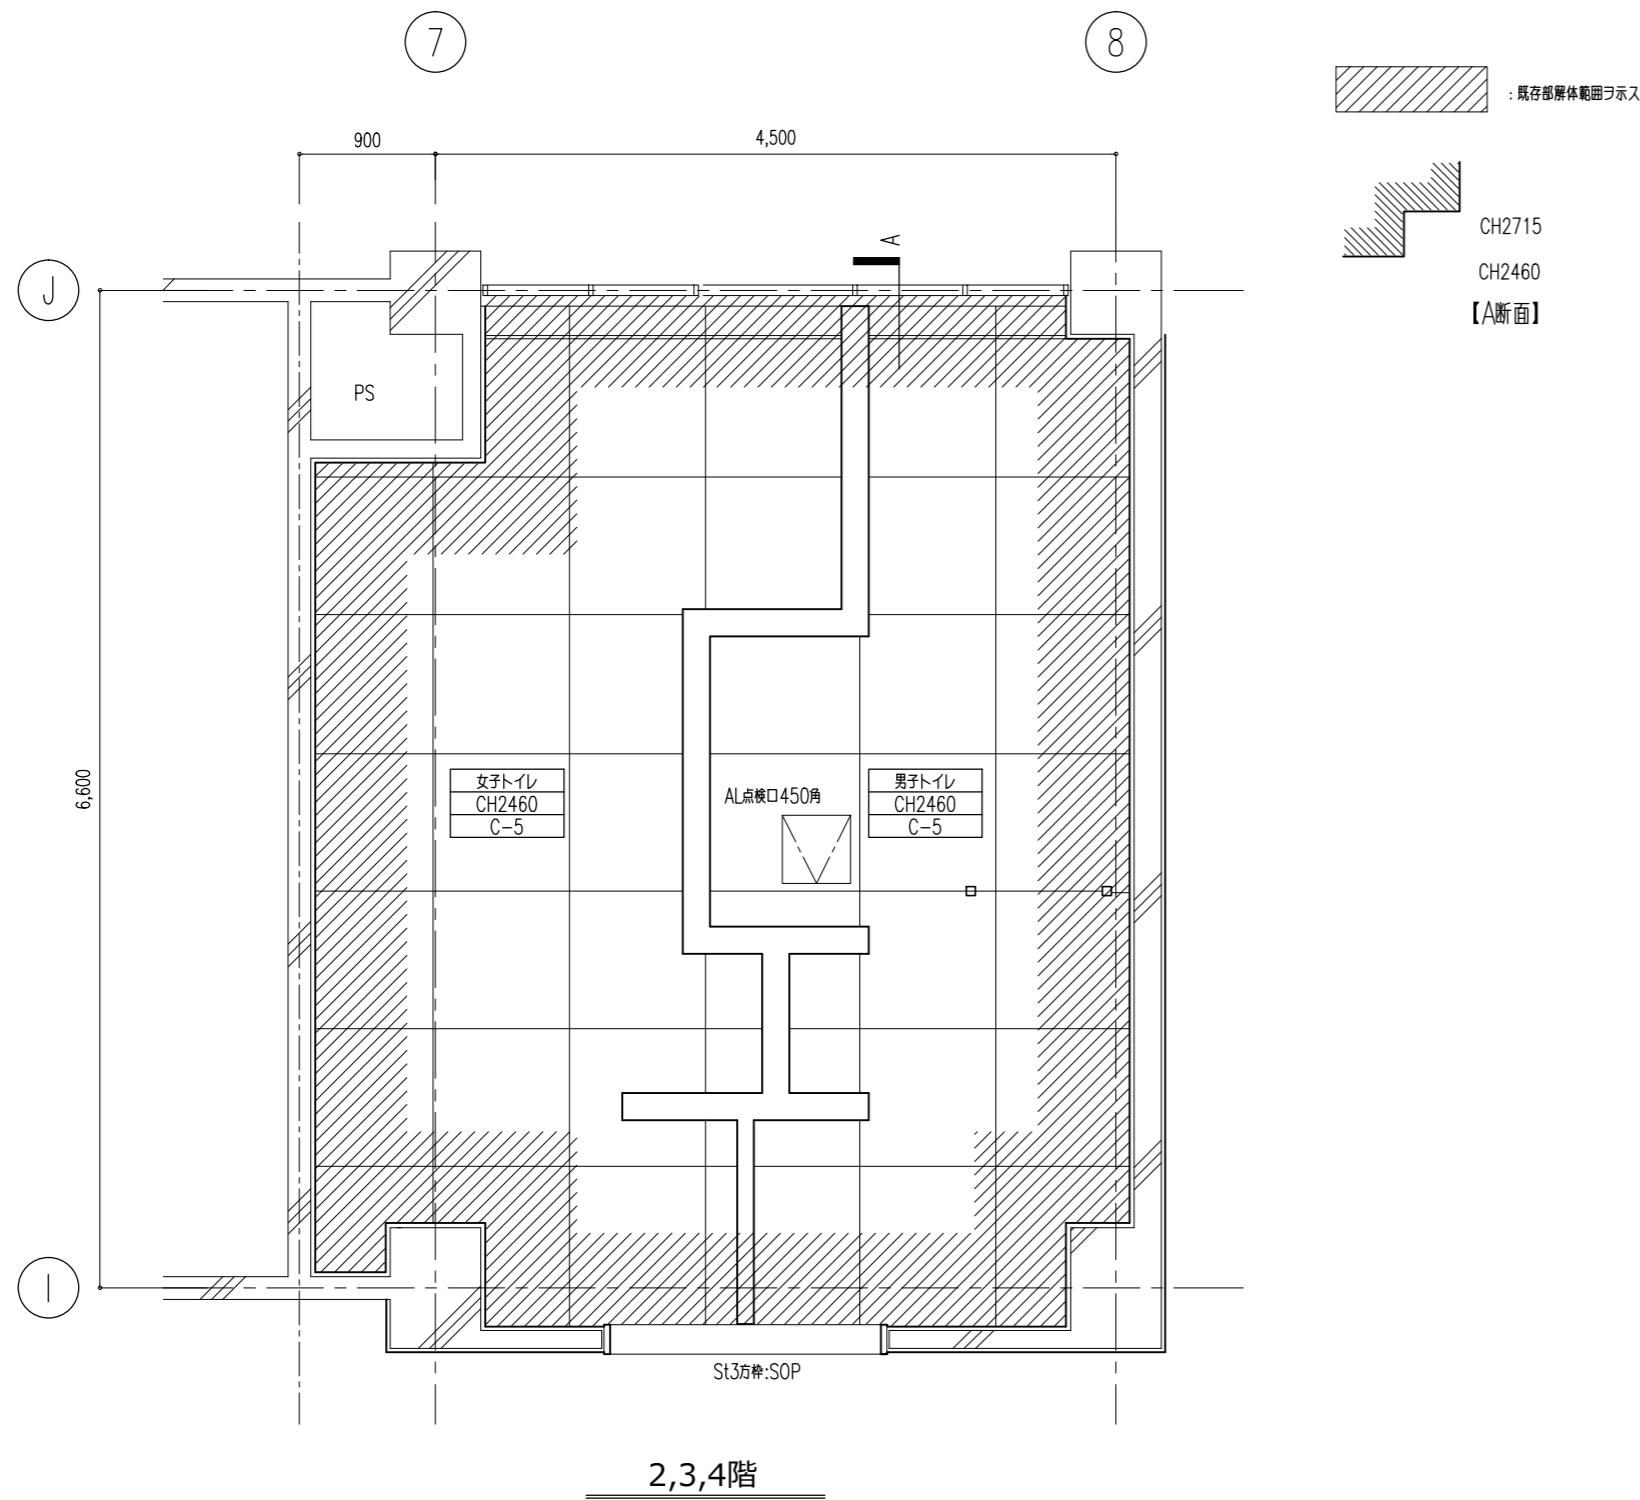 7
8
：既存部解体範囲ヲ示ス
900
4,500
CH2715
CH2460
【A断面】
A
J
PS
6,600
女子トイレ
CH2460
C-5
AL点検口450角
男子トイレ
CH2460
C-5
I
St3方枠:SOP
2,3,4階